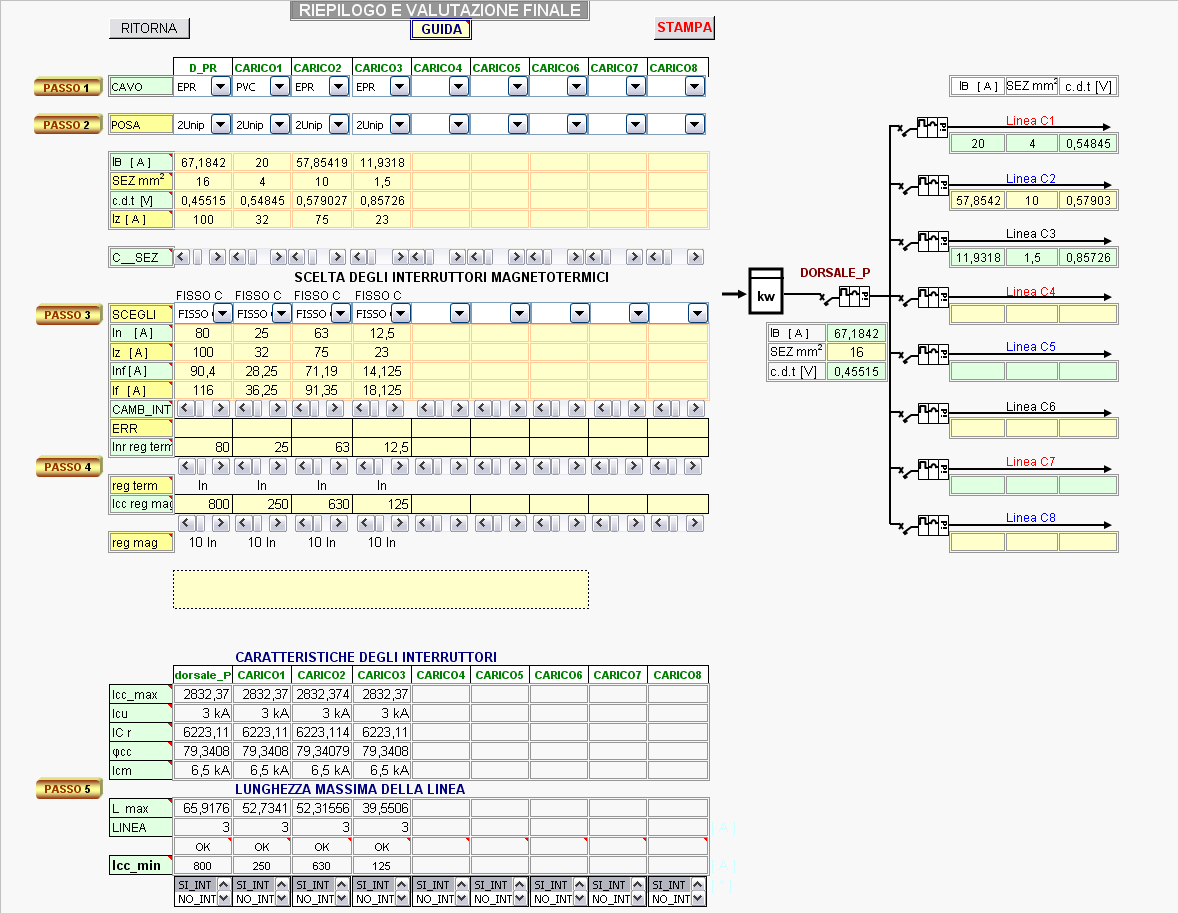 RIEPILOGO E VALUTAZIONE FINALE
RITORNA
GUIDA
STAMPA
D_PR CARICO1 CARICO2 CARICO3 CARICO4 CARICO5 CARICO6 CARICO7 CARICO8
PASSO 1 CAVO EPR PVC EPR EPR
PASSO 2 POSA 2Unip 2Unip 2Unip 2Unip
IB [ A ] 67,1842 20 57,85419 11,9318
SEZ mm² 16 4 10 1,5
c.d.t [V] 0,45515 0,54845 0,579027 0,85726
Iz [ A ] 100 32 75 23
C__SEZ
SCELTA DEGLI INTERRUTTORI MAGNETOTERMICI
FISSO C FISSO C FISSO C FISSO C
PASSO 3 SCEGLI FISSO FISSO FISSO FISSO
In [A] 80 25 63 12,5
Iz [A] 100 32 75 23
Inf [A] 90,4 28,25 71,19 14,125
If [A] 116 36,25 91,35 18,125
CAMB_INT
ERR
Inr reg term 80 25 63 12,5
PASSO 4
reg term In In In In
Icc reg mag 800 250 630 125
reg mag 10 In 10 In 10 In 10 In
IB [ A ] SEZ mm² c.d.t [V]
Linea C1
20 4 0,54845
Linea C2
57,8542 10 0,57903
Linea C3
11,9318 1,5 0,85726
Linea C4
Linea C5
Linea C6
Linea C7
Linea C8
kw
DORSALE_P
IB [ A ] 67,1842
SEZ mm² 16
c.d.t [V] 0,45515
CARATTERISTICHE DEGLI INTERRUTTORI
dorsale_P CARICO1 CARICO2 CARICO3 CARICO4 CARICO5 CARICO6 CARICO7 CARICO8
Icc_max 2832,37 2832,37 2832,374 2832,37
Icu 3 kA 3 kA 3 kA 3 kA
IC r 6223,11 6223,11 6223,114 6223,11
φcc 79,3408 79,3408 79,34079 79,3408
Icm 6,5 kA 6,5 kA 6,5 kA 6,5 kA
PASSO 5
LUNGHEZZA MASSIMA DELLA LINEA
L max 65,9176 52,7341 52,31556 39,5506
LINEA 3 3 3 3
OK OK OK OK
Icc_min 800 250 630 125
SI_INT SI_INT SI_INT SI_INT SI_INT SI_INT SI_INT SI_INT SI_INT
NO_INT NO_INT NO_INT NO_INT NO_INT NO_INT NO_INT NO_INT NO_INT